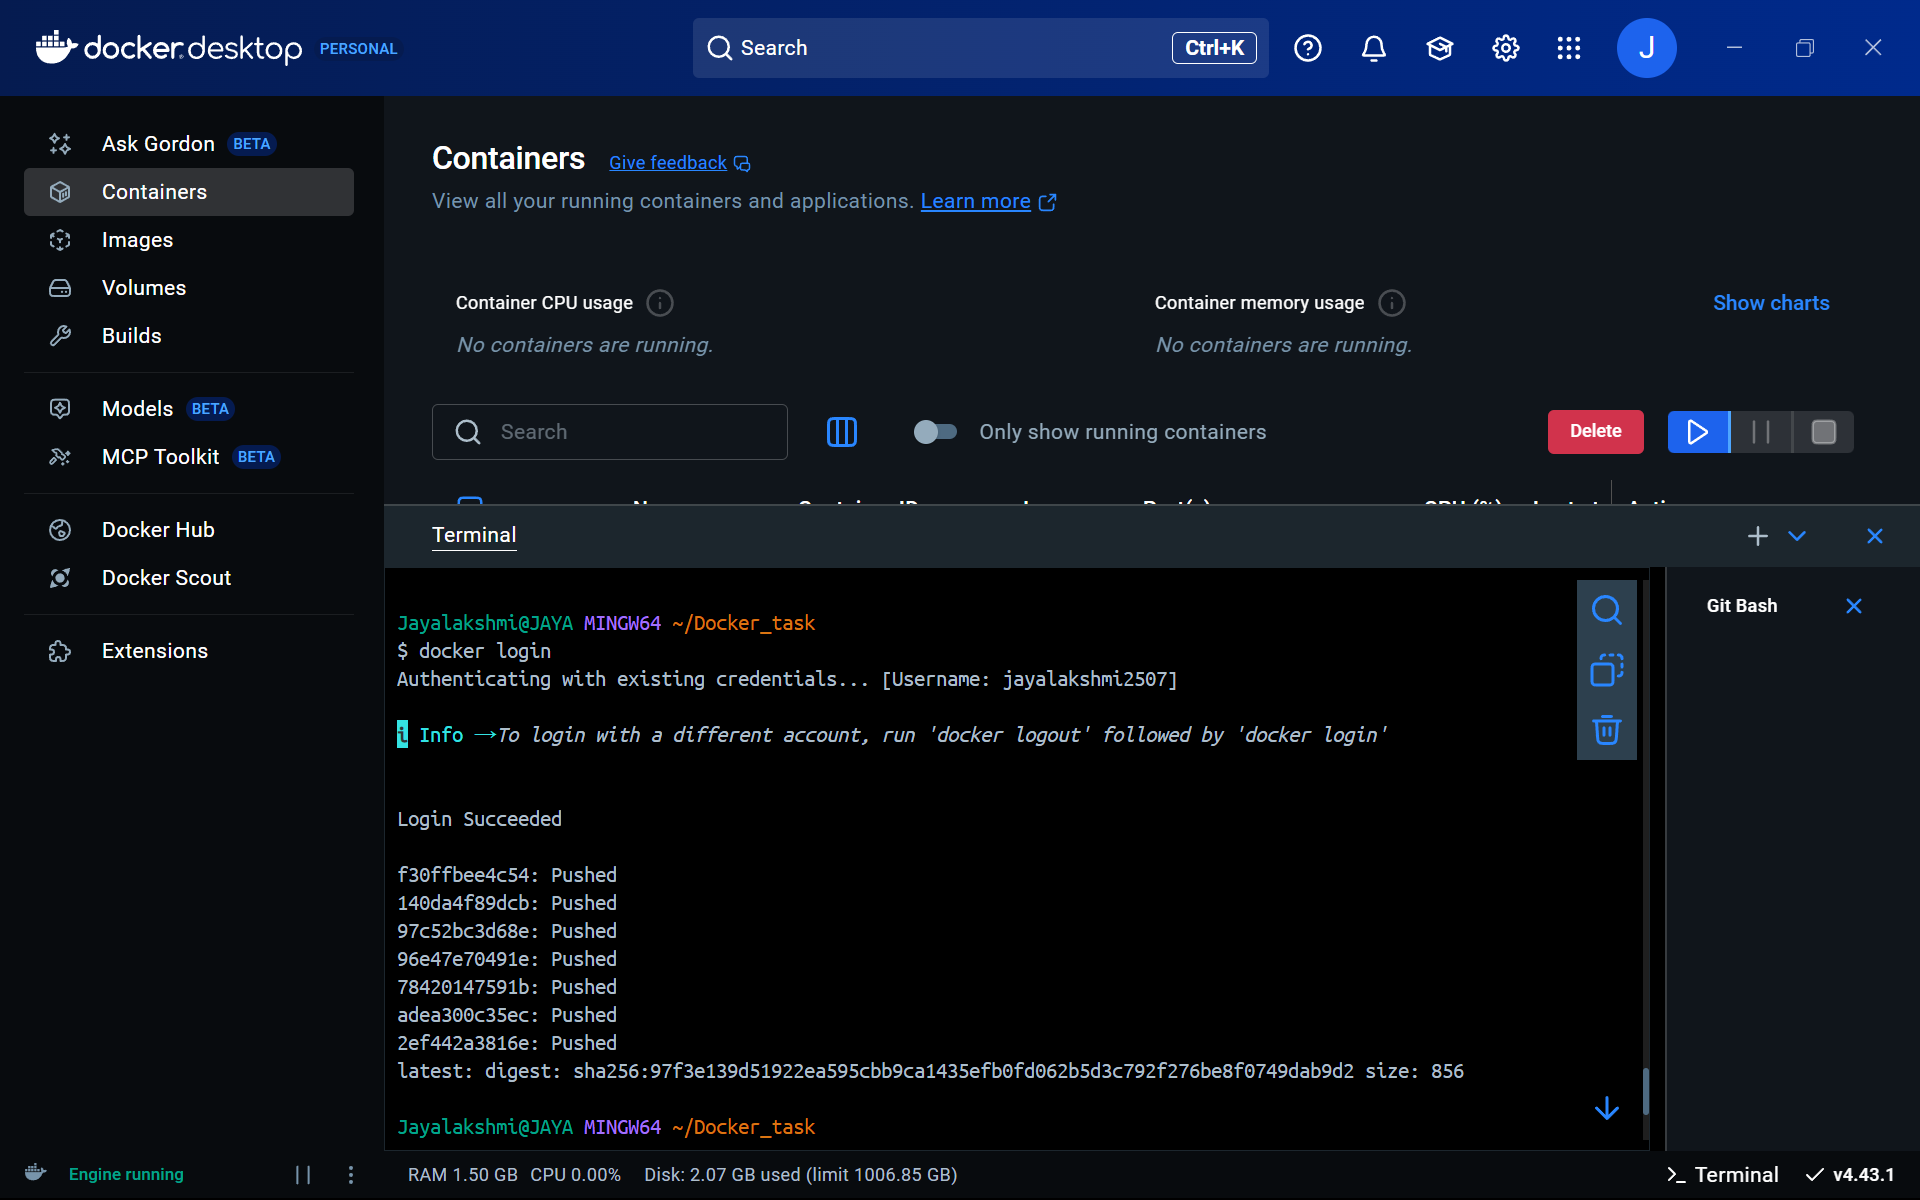 docker.desktop PERSONAL
Search Ctrl+K
J
Ask Gordon BETA
Containers
Images
Volumes
Builds
Models BETA
MCP Toolkit BETA
Docker Hub
Docker Scout
Extensions
Containers Give feedback
View all your running containers and applications. Learn more
Container CPU usage
No containers are running.
Container memory usage
No containers are running.
Show charts
Search
Only show running containers
Delete
Terminal
Jayalakshmi@JAYA MINGW64 ~/Docker_task
$ docker login
Authenticating with existing credentials... [Username: jayalakshmi2507]
i Info →To login with a different account, run 'docker logout' followed by 'docker login'
Login Succeeded
f30ffbee4c54: Pushed
140da4f89dcb: Pushed
97c52bc3d68e: Pushed
96e47e70491e: Pushed
78420147591b: Pushed
adea300c35ec: Pushed
2ef442a3816e: Pushed
latest: digest: sha256:97f3e139d51922ea595cbb9ca1435efb0fd062b5d3c792f276be8f0749dab9d2 size: 856
Jayalakshmi@JAYA MINGW64 ~/Docker_task
Git Bash
Engine running
RAM 1.50 GB CPU 0.00% Disk: 2.07 GB used (limit 1006.85 GB)
>_ Terminal
v4.43.1